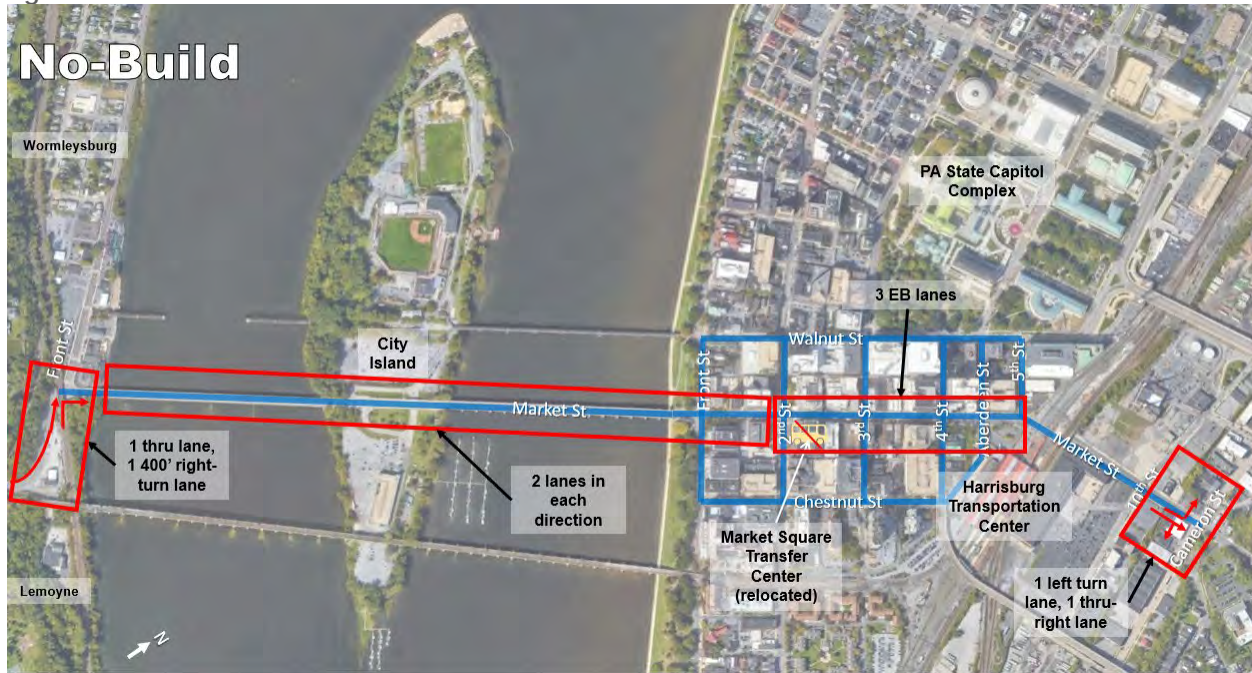 No-Build
Wormleysburg
PA State Capitol
Complex
3 EB lanes
Front St
City
Island
Walnut St
Front St
2nd St
3rd St
4th St
Aberdeen St
5th St
Market St.
1 thru lane,
1 400' right-
turn lane
2 lanes in
each
direction
Chestnut St
Market St
10th St
Cameron St
Harrisburg
Transportation
Center
Market Square
Transfer
Center
(relocated)
1 left turn
lane, 1 thru-
right lane
Lemoyne
N